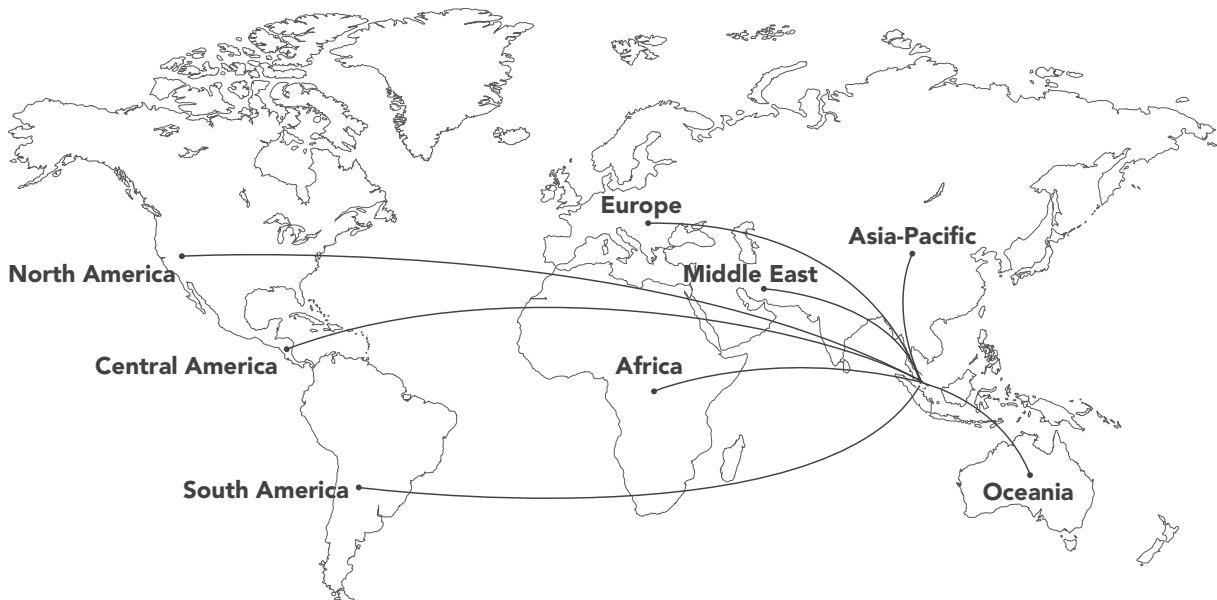 Europe
Asia-Pacific
North America
Middle East
Central America
Africa
South America
Oceania